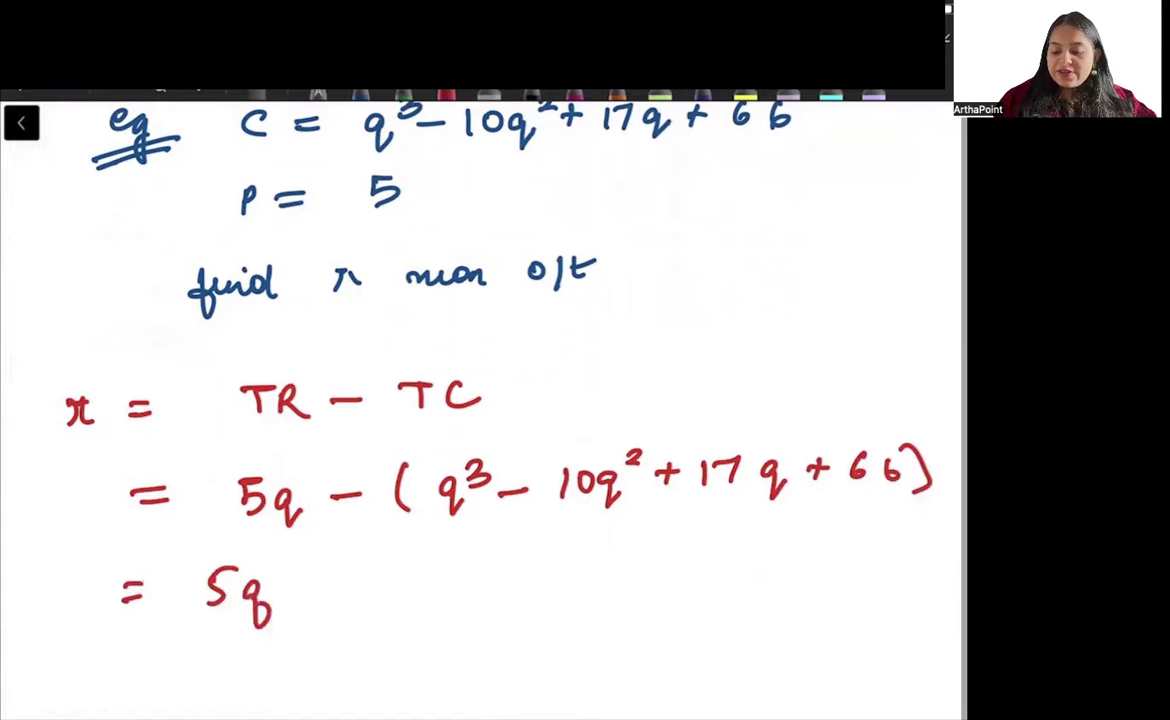 ArthaPoint
eg C = q³ - 10q² + 17q + 66
P = 5
find π max o/t
π = TR - TC
= 5q - ( q³ - 10q² + 17q + 66 )
= 5q